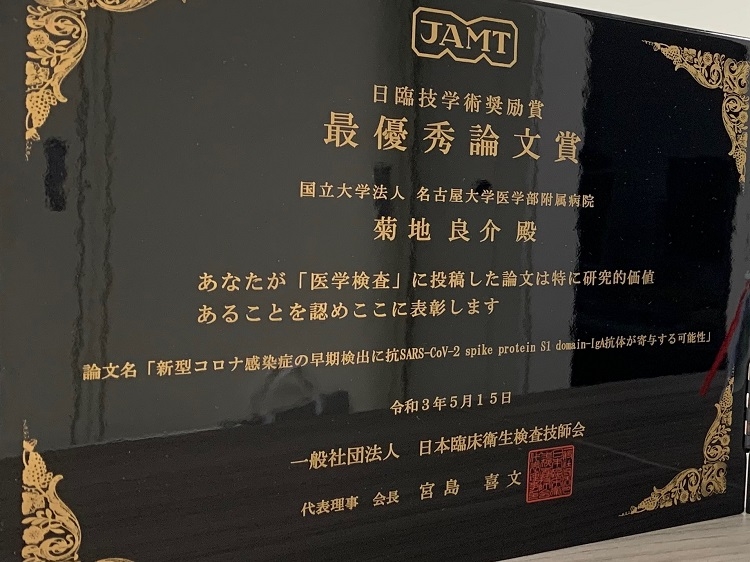 JAMT
日臨技学術奨励賞
最優秀論文賞
国立大学法人 名古屋大学医学部附属病院
菊地 良介 殿
あなたが「医学検査」に投稿した論文は特に研究的価値
あることを認めここに表彰します
論文名「新型コロナ感染症の早期検出に抗SARS-CoV-2 spike protein S1 domain-IgA抗体が寄与する可能性」
令和3年5月15日
一般社団法人 日本臨床衛生検査技師会
代表理事 会長 宮島 喜文